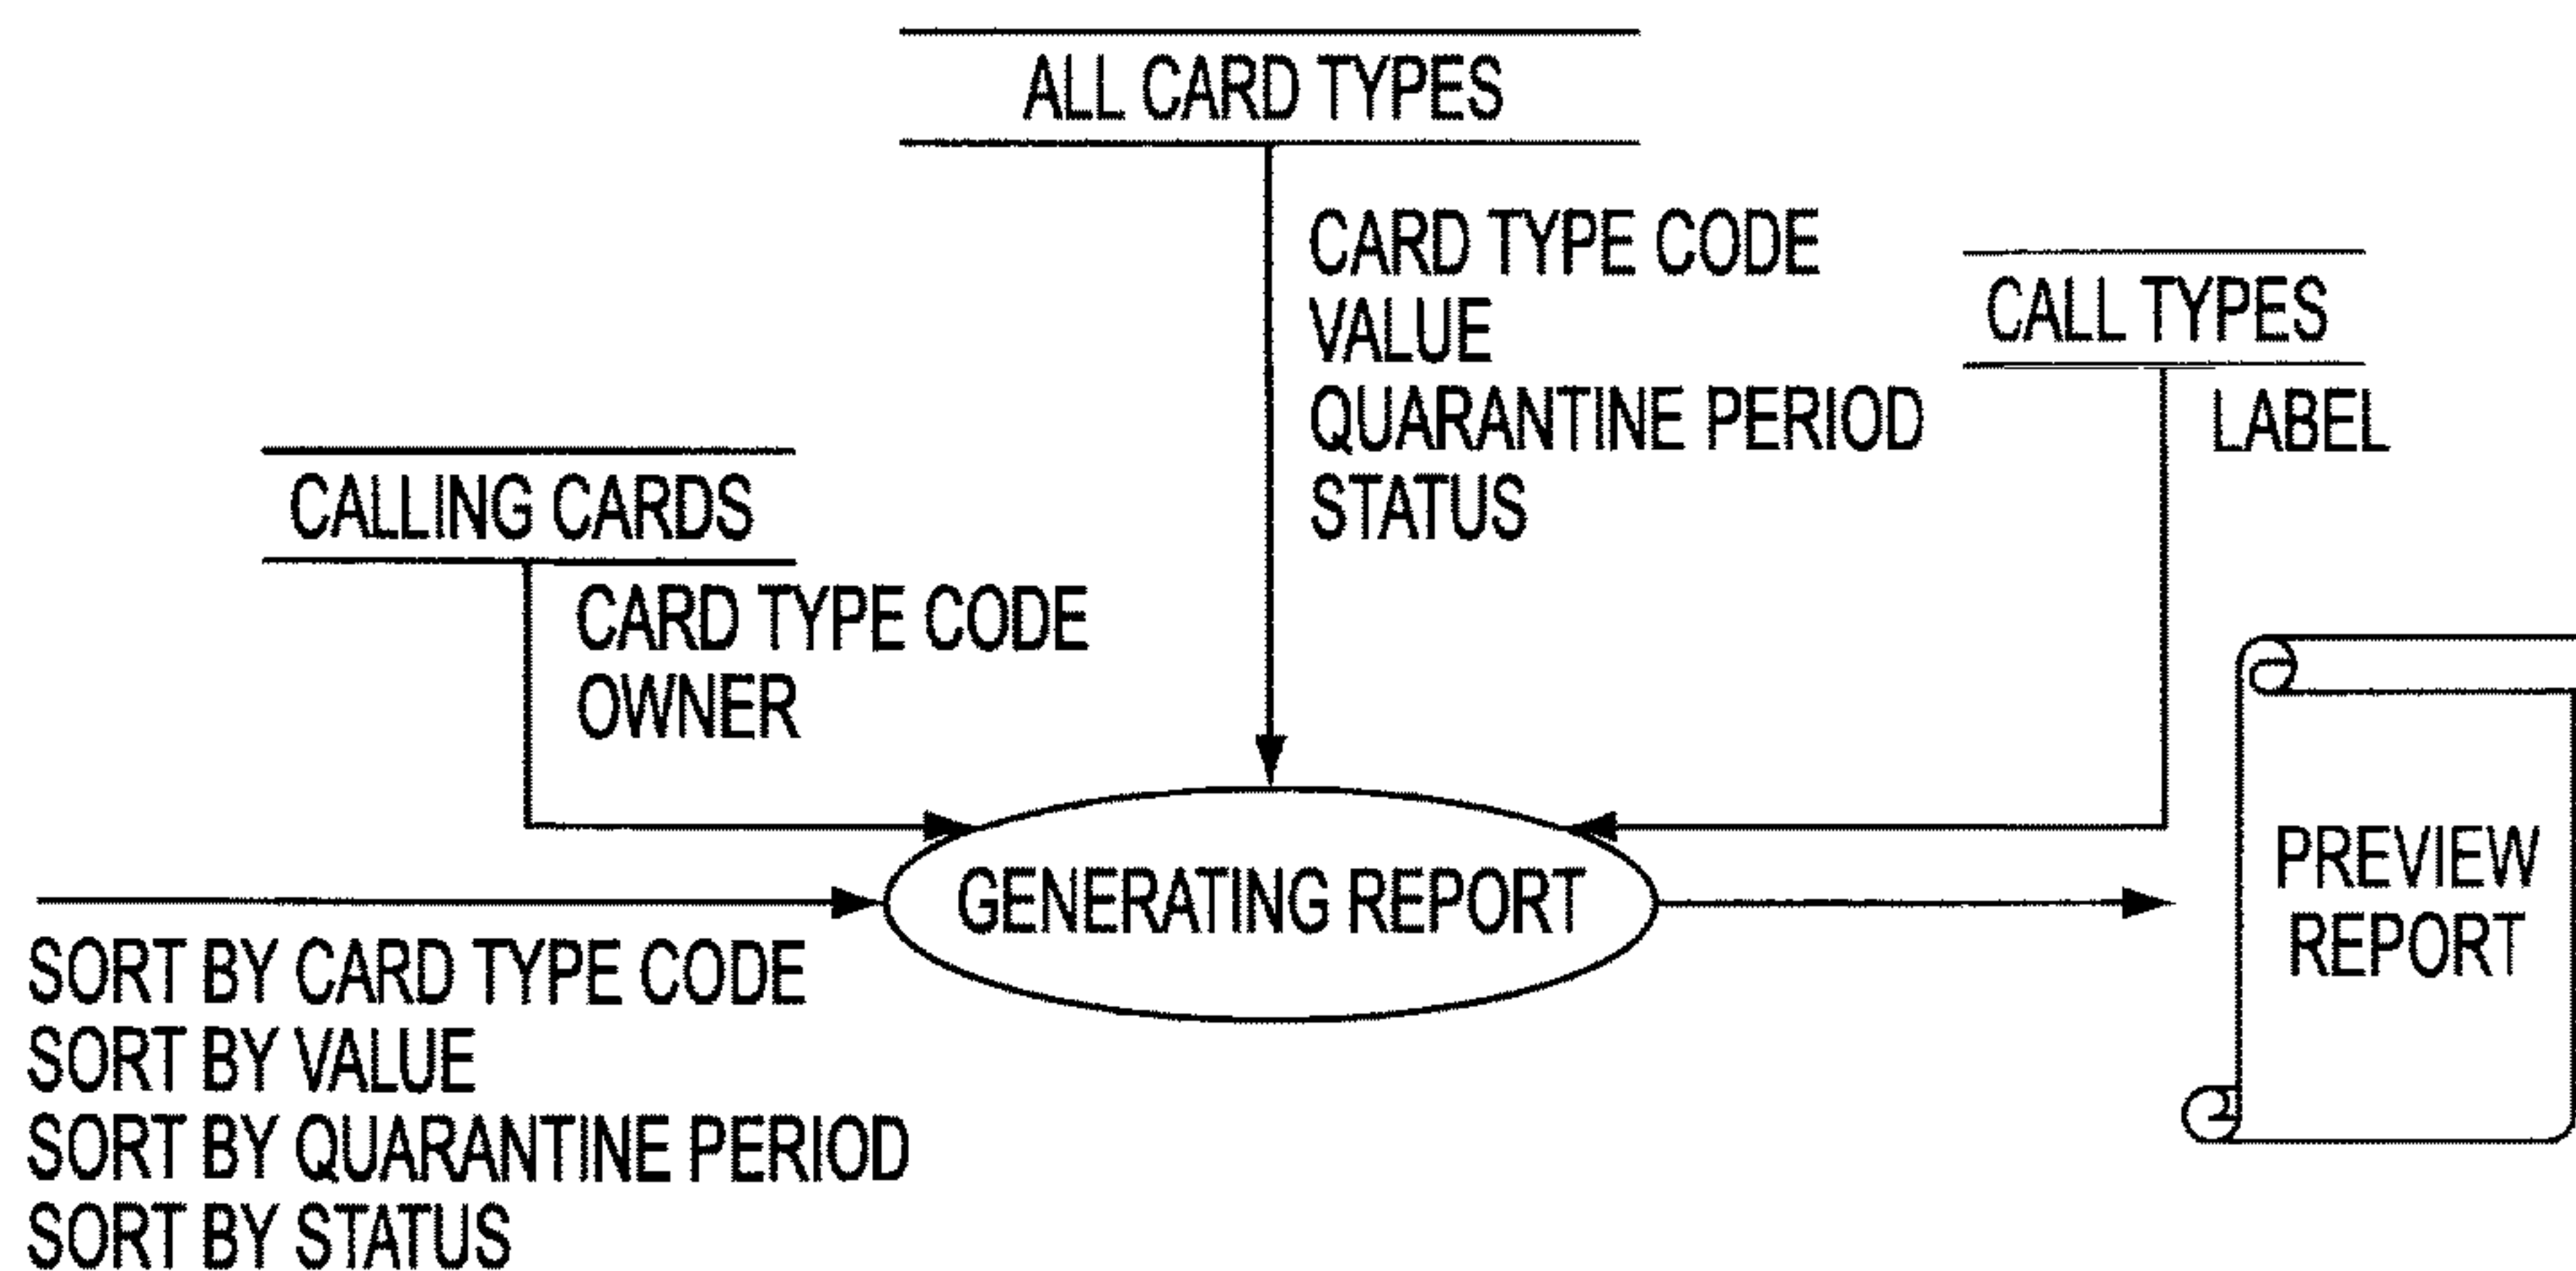 ALL CARD TYPES
CARD TYPE CODE
VALUE
QUARANTINE PERIOD
STATUS
CALL TYPES
LABEL
CALLING CARDS
CARD TYPE CODE
OWNER
GENERATING REPORT
PREVIEW
REPORT
SORT BY CARD TYPE CODE
SORT BY VALUE
SORT BY QUARANTINE PERIOD
SORT BY STATUS